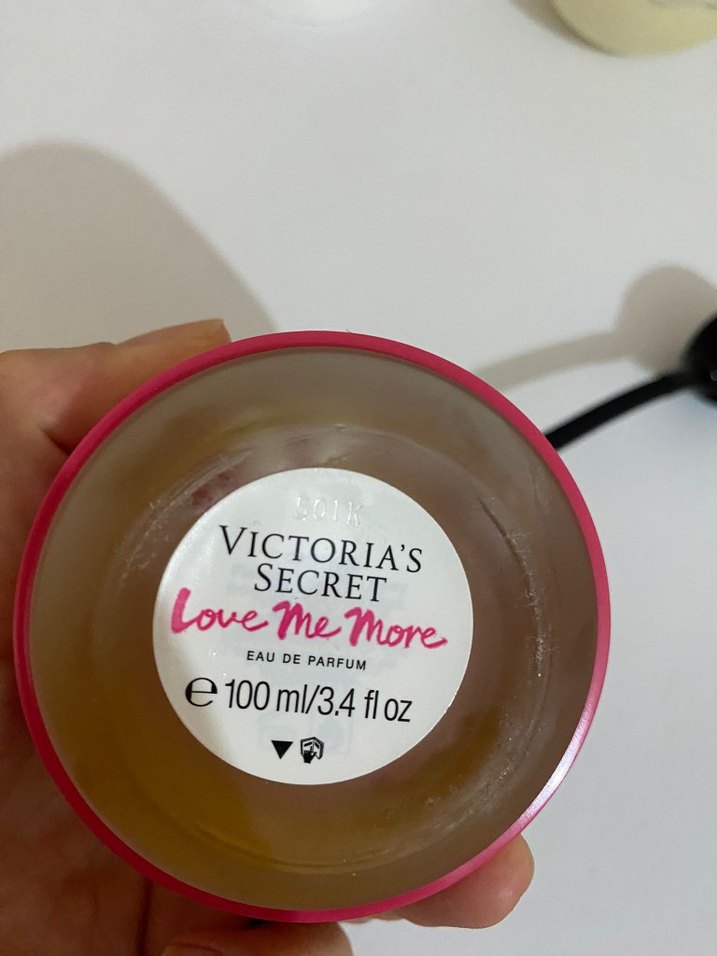 VICTORIA'S
SECRET
Love Me More
EAU DE PARFUM
℮ 100 ml/3.4 fl oz